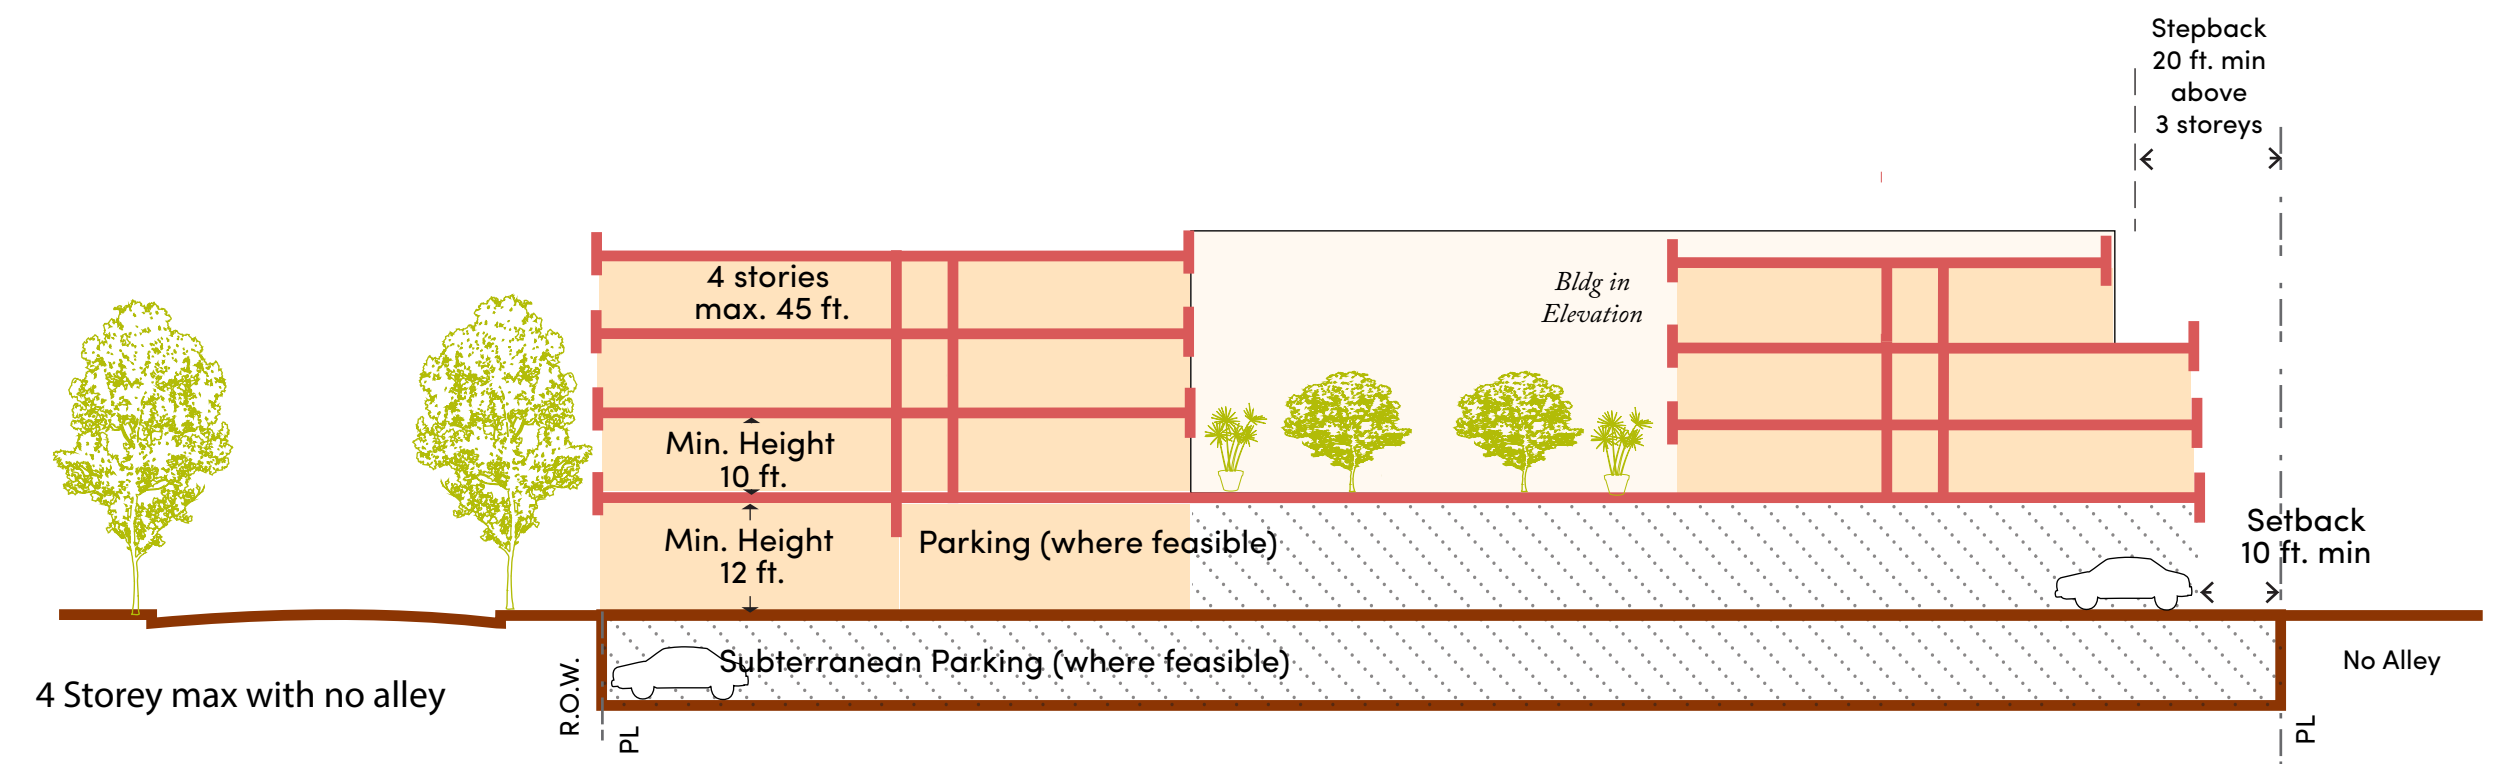 Stepback
20 ft. min
above
3 storeys
4 stories
max. 45 ft.
Bldg in
Elevation
Min. Height
10 ft.
Min. Height
12 ft.
Parking (where feasible)
Setback
10 ft. min
Subterranean Parking (where feasible)
No Alley
4 Storey max with no alley
R.O.W.
PL
PL